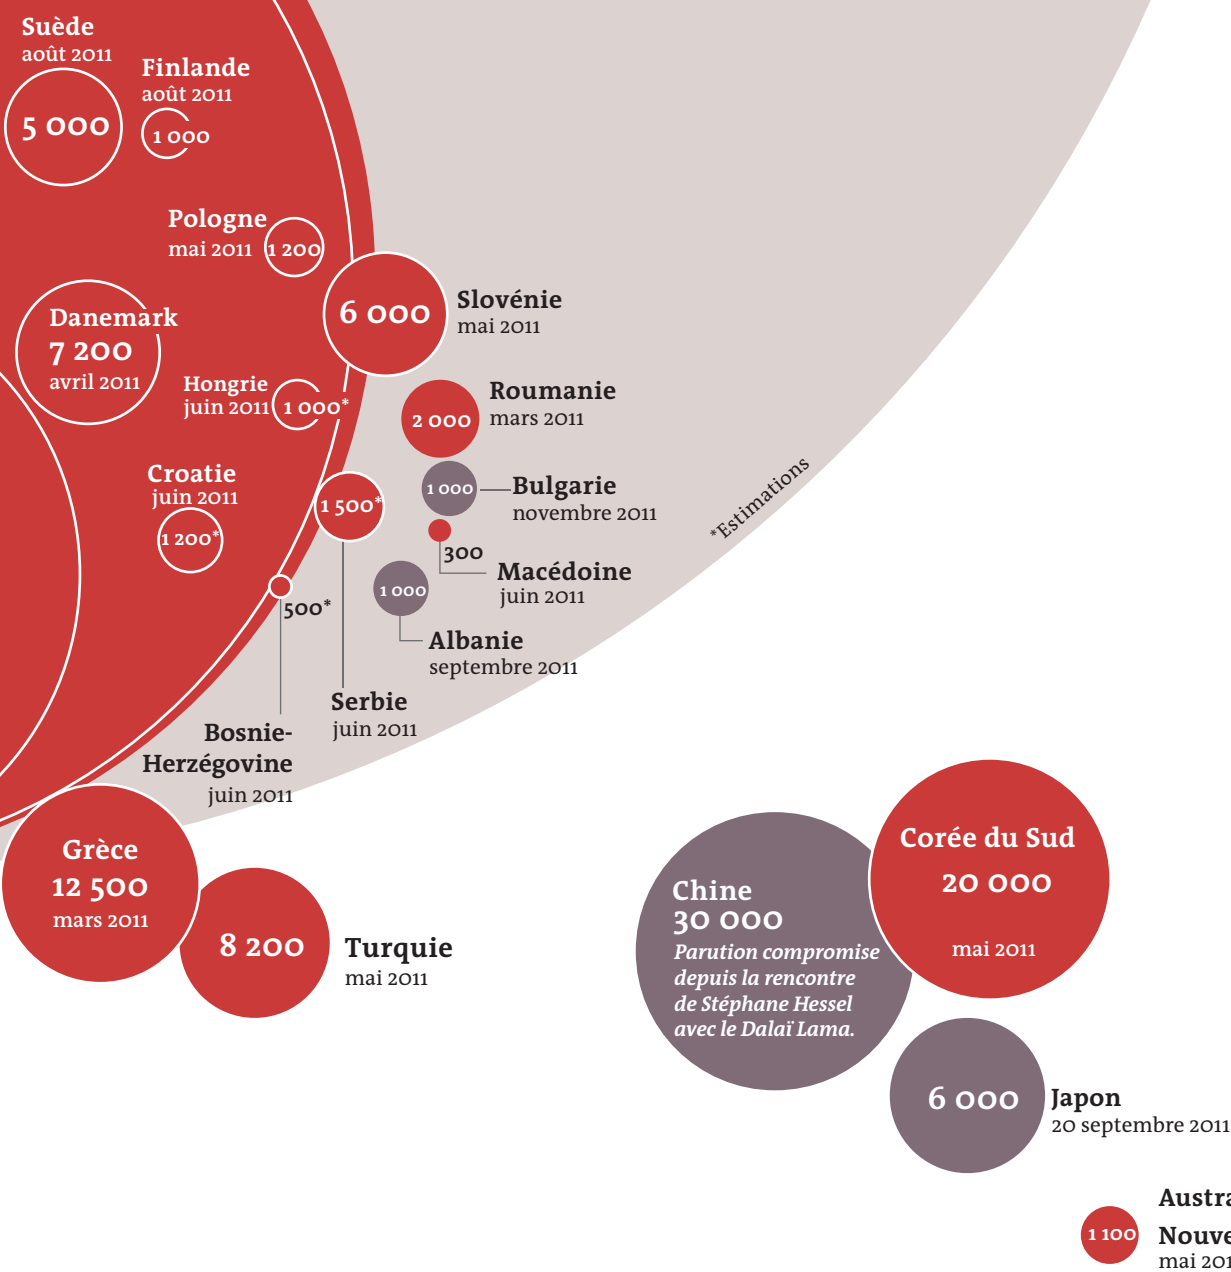 Suède
août 2011
5 000
Finlande
août 2011
1 000
Pologne
mai 2011
1 200
Danemark
7 200
avril 2011
Hongrie
juin 2011
1 000*
Croatie
juin 2011
1 200*
6 000
Slovénie
mai 2011
Roumanie
mars 2011
2 000
1 000
Bulgarie
novembre 2011
1 500*
300
Macédoine
juin 2011
1 000
Albanie
septembre 2011
500*
Serbie
juin 2011
Bosnie-
Herzégovine
juin 2011
*Estimations
Grèce
12 500
mars 2011
8 200
Turquie
mai 2011
Chine
30 000
Parution compromise
depuis la rencontre
de Stéphane Hessel
avec le Dalaï Lama.
Corée du Sud
20 000
mai 2011
6 000
Japon
20 septembre 2011
1 100
Austra
Nouve
mai 201